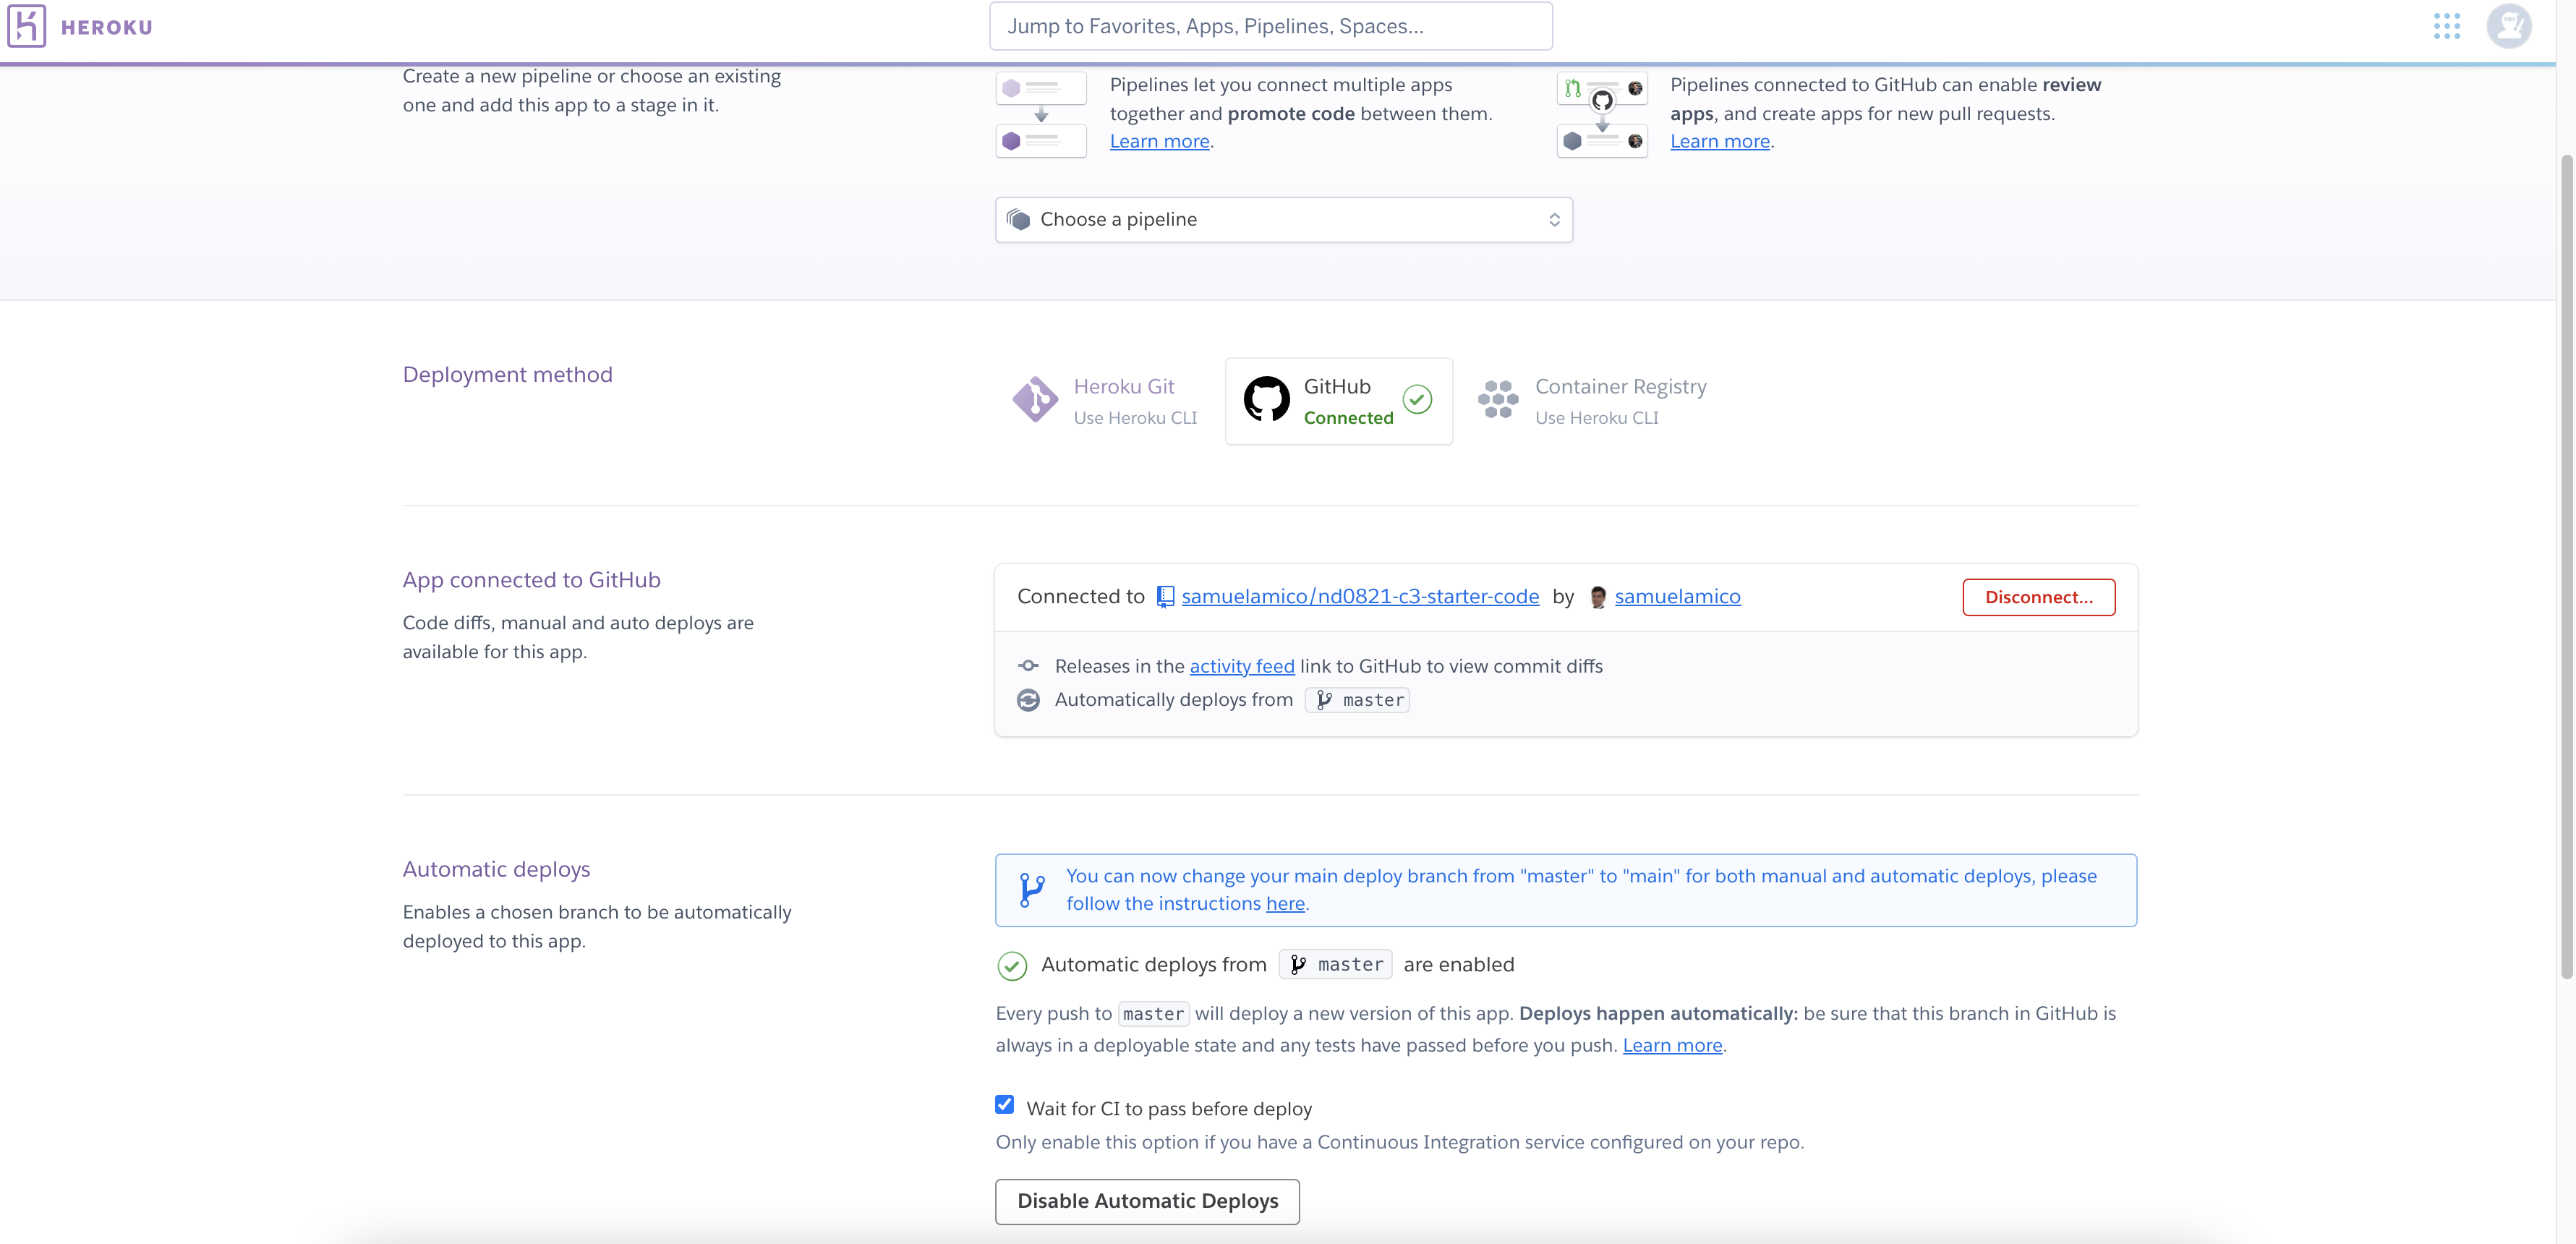 HEROKU
Jump to Favorites, Apps, Pipelines, Spaces...
Create a new pipeline or choose an existing
one and add this app to a stage in it.
Pipelines let you connect multiple apps
together and promote code between them.
Learn more.
Pipelines connected to GitHub can enable review
apps, and create apps for new pull requests.
Learn more.
Choose a pipeline
Deployment method
Heroku Git
Use Heroku CLI
GitHub
Connected
Container Registry
Use Heroku CLI
App connected to GitHub
Code diffs, manual and auto deploys are
available for this app.
Connected to samuelamico/nd0821-c3-starter-code by samuelamico
Disconnect...
Releases in the activity feed link to GitHub to view commit diffs
Automatically deploys from master
Automatic deploys
Enables a chosen branch to be automatically
deployed to this app.
You can now change your main deploy branch from "master" to "main" for both manual and automatic deploys, please
follow the instructions here.
Automatic deploys from master are enabled
Every push to master will deploy a new version of this app. Deploys happen automatically: be sure that this branch in GitHub is
always in a deployable state and any tests have passed before you push. Learn more.
Wait for CI to pass before deploy
Only enable this option if you have a Continuous Integration service configured on your repo.
Disable Automatic Deploys